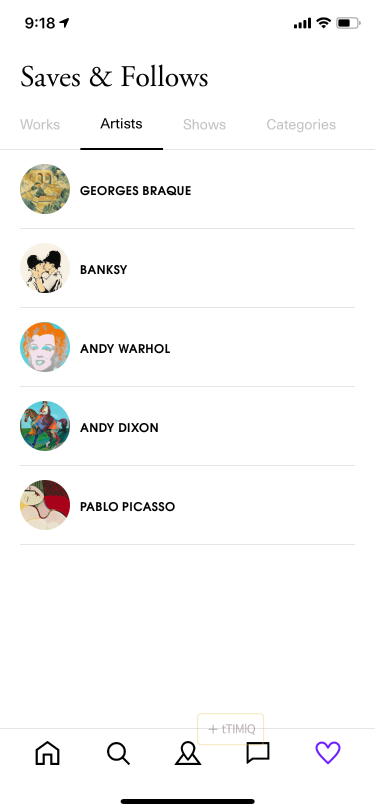 9:18
Saves & Follows
Works Artists Shows Categories
GEORGES BRAQUE
BANKSY
ANDY WARHOL
ANDY DIXON
PABLO PICASSO
+ tTIMIQ